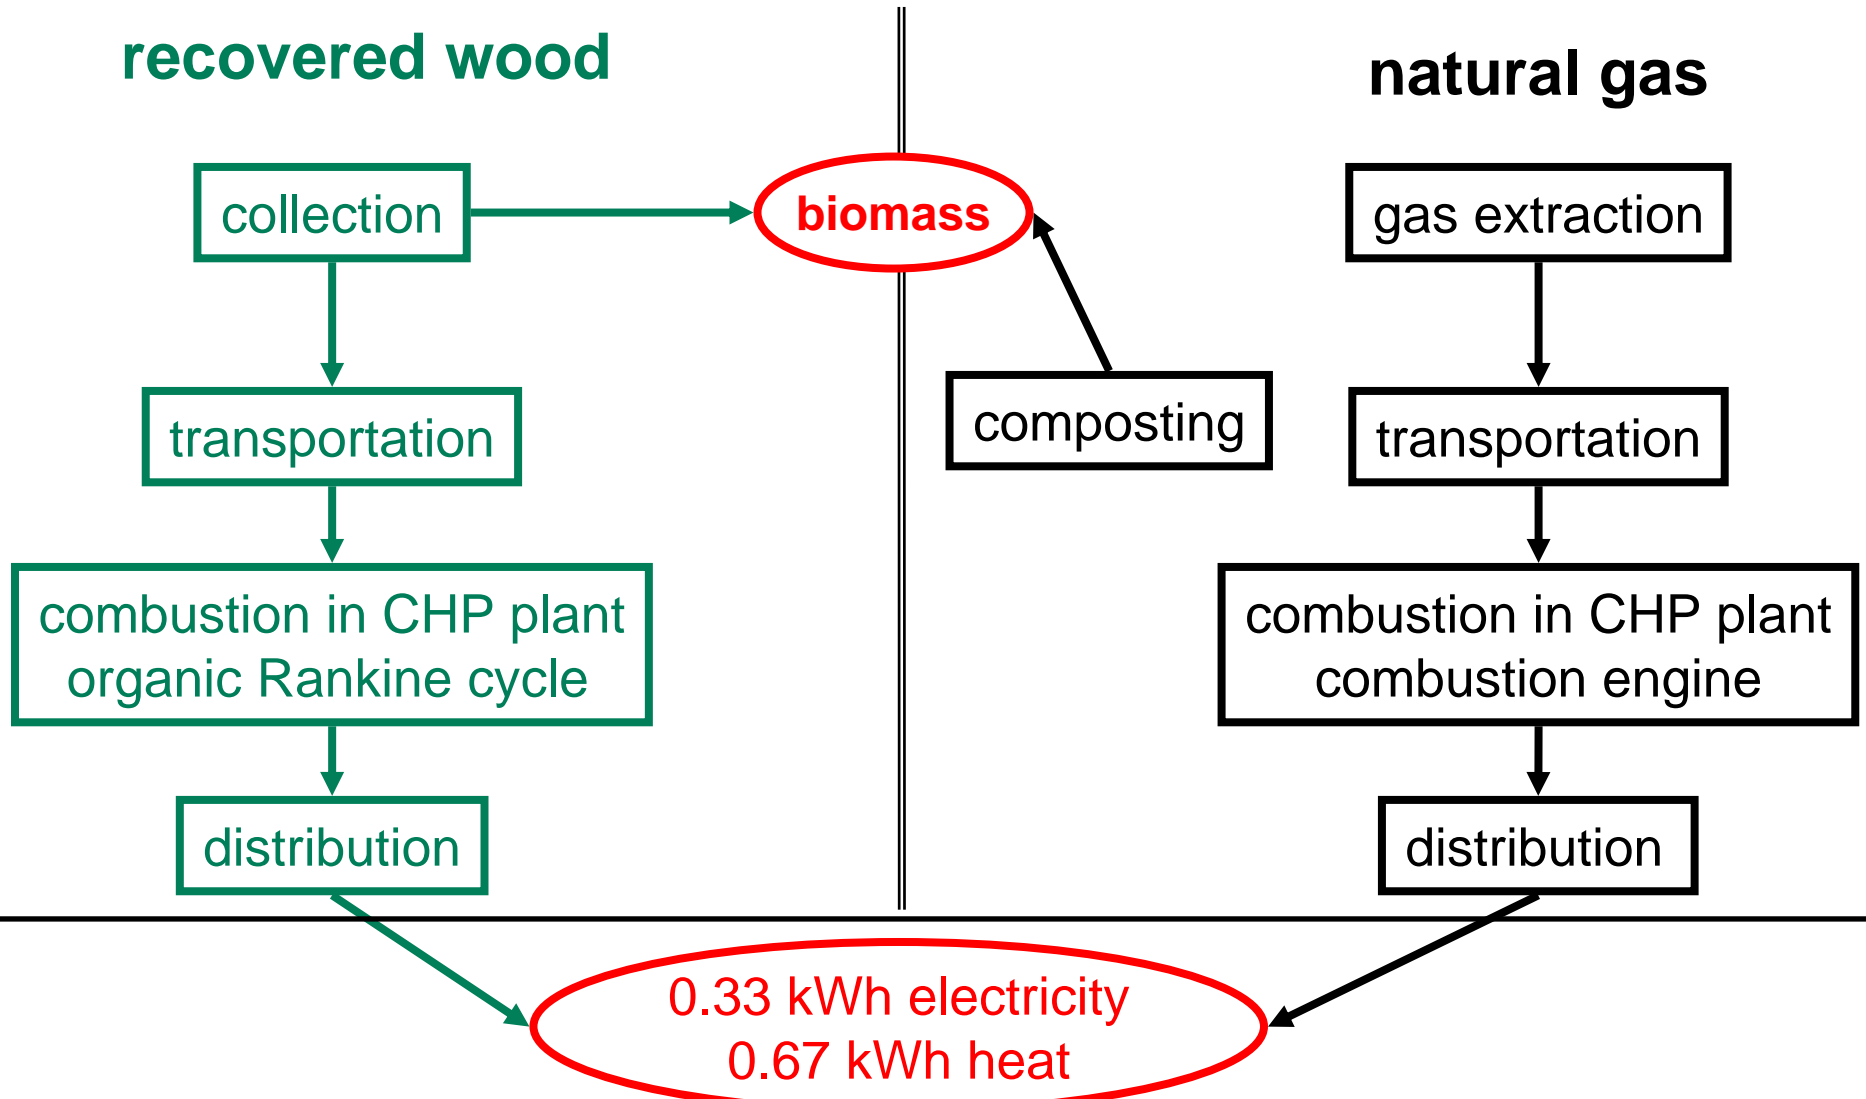 recovered wood
natural gas
collection
biomass
gas extraction
transportation
composting
transportation
combustion in CHP plant
organic Rankine cycle
combustion in CHP plant
combustion engine
distribution
distribution
0.33 kWh electricity
0.67 kWh heat